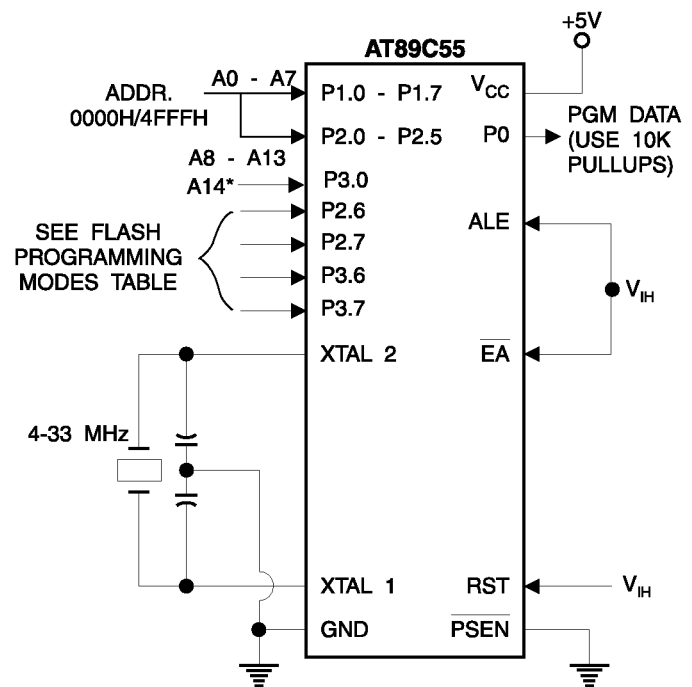 +5V
AT89C55
A0 - A7
ADDR.
0000H/4FFFH
P1.0 - P1.7
VCC
PGM DATA
(USE 10K
PULLUPS)
P2.0 - P2.5
P0
A8 - A13
A14*
P3.0
P2.6
ALE
SEE FLASH
PROGRAMMING
MODES TABLE
P2.7
P3.6
P3.7
VIH
XTAL 2
EA
4-33 MHz
XTAL 1
RST
VIH
GND
PSEN